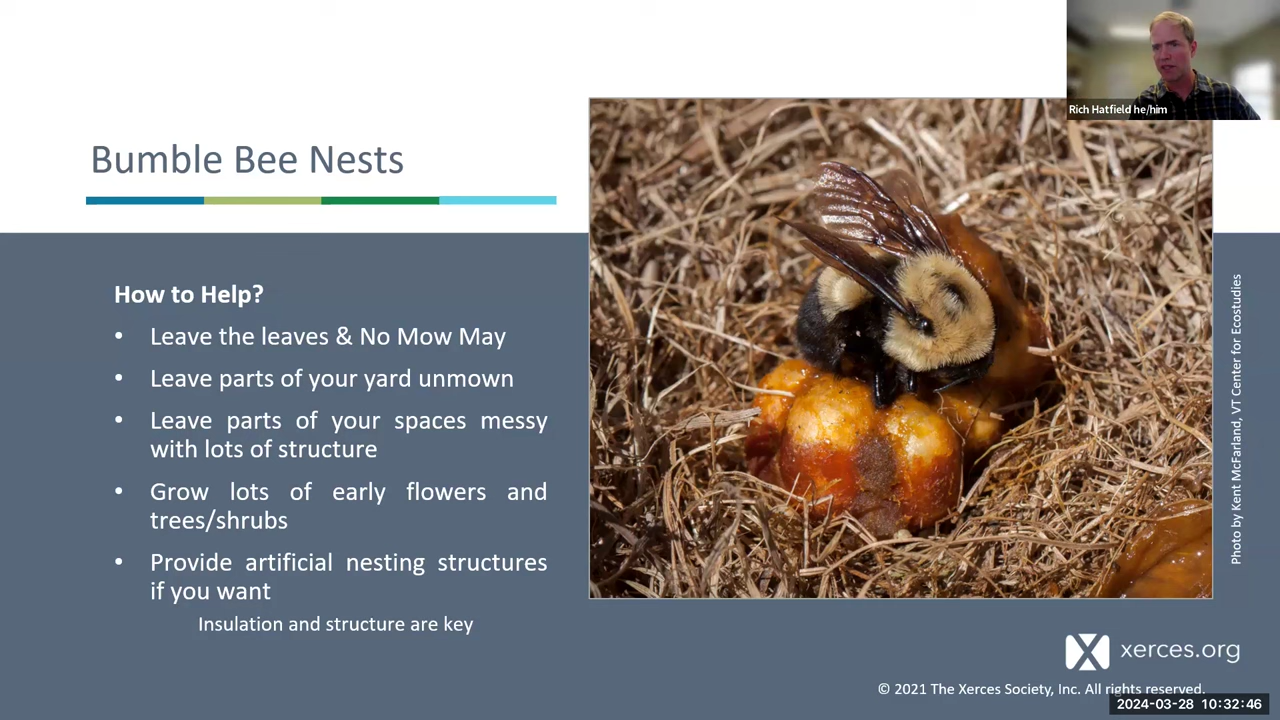 Rich Hatfield he/him
Bumble Bee Nests
How to Help?
• Leave the leaves & No Mow May
• Leave parts of your yard unmown
• Leave parts of your spaces messy
with lots of structure
• Grow lots of early flowers and
trees/shrubs
• Provide artificial nesting structures
if you want
Insulation and structure are key
Photo by Kent McFarland, VT Center for Ecostudies
xerces.org
© 2021 The Xerces Society, Inc. All rights reserved.
2024-03-28 10:32:46